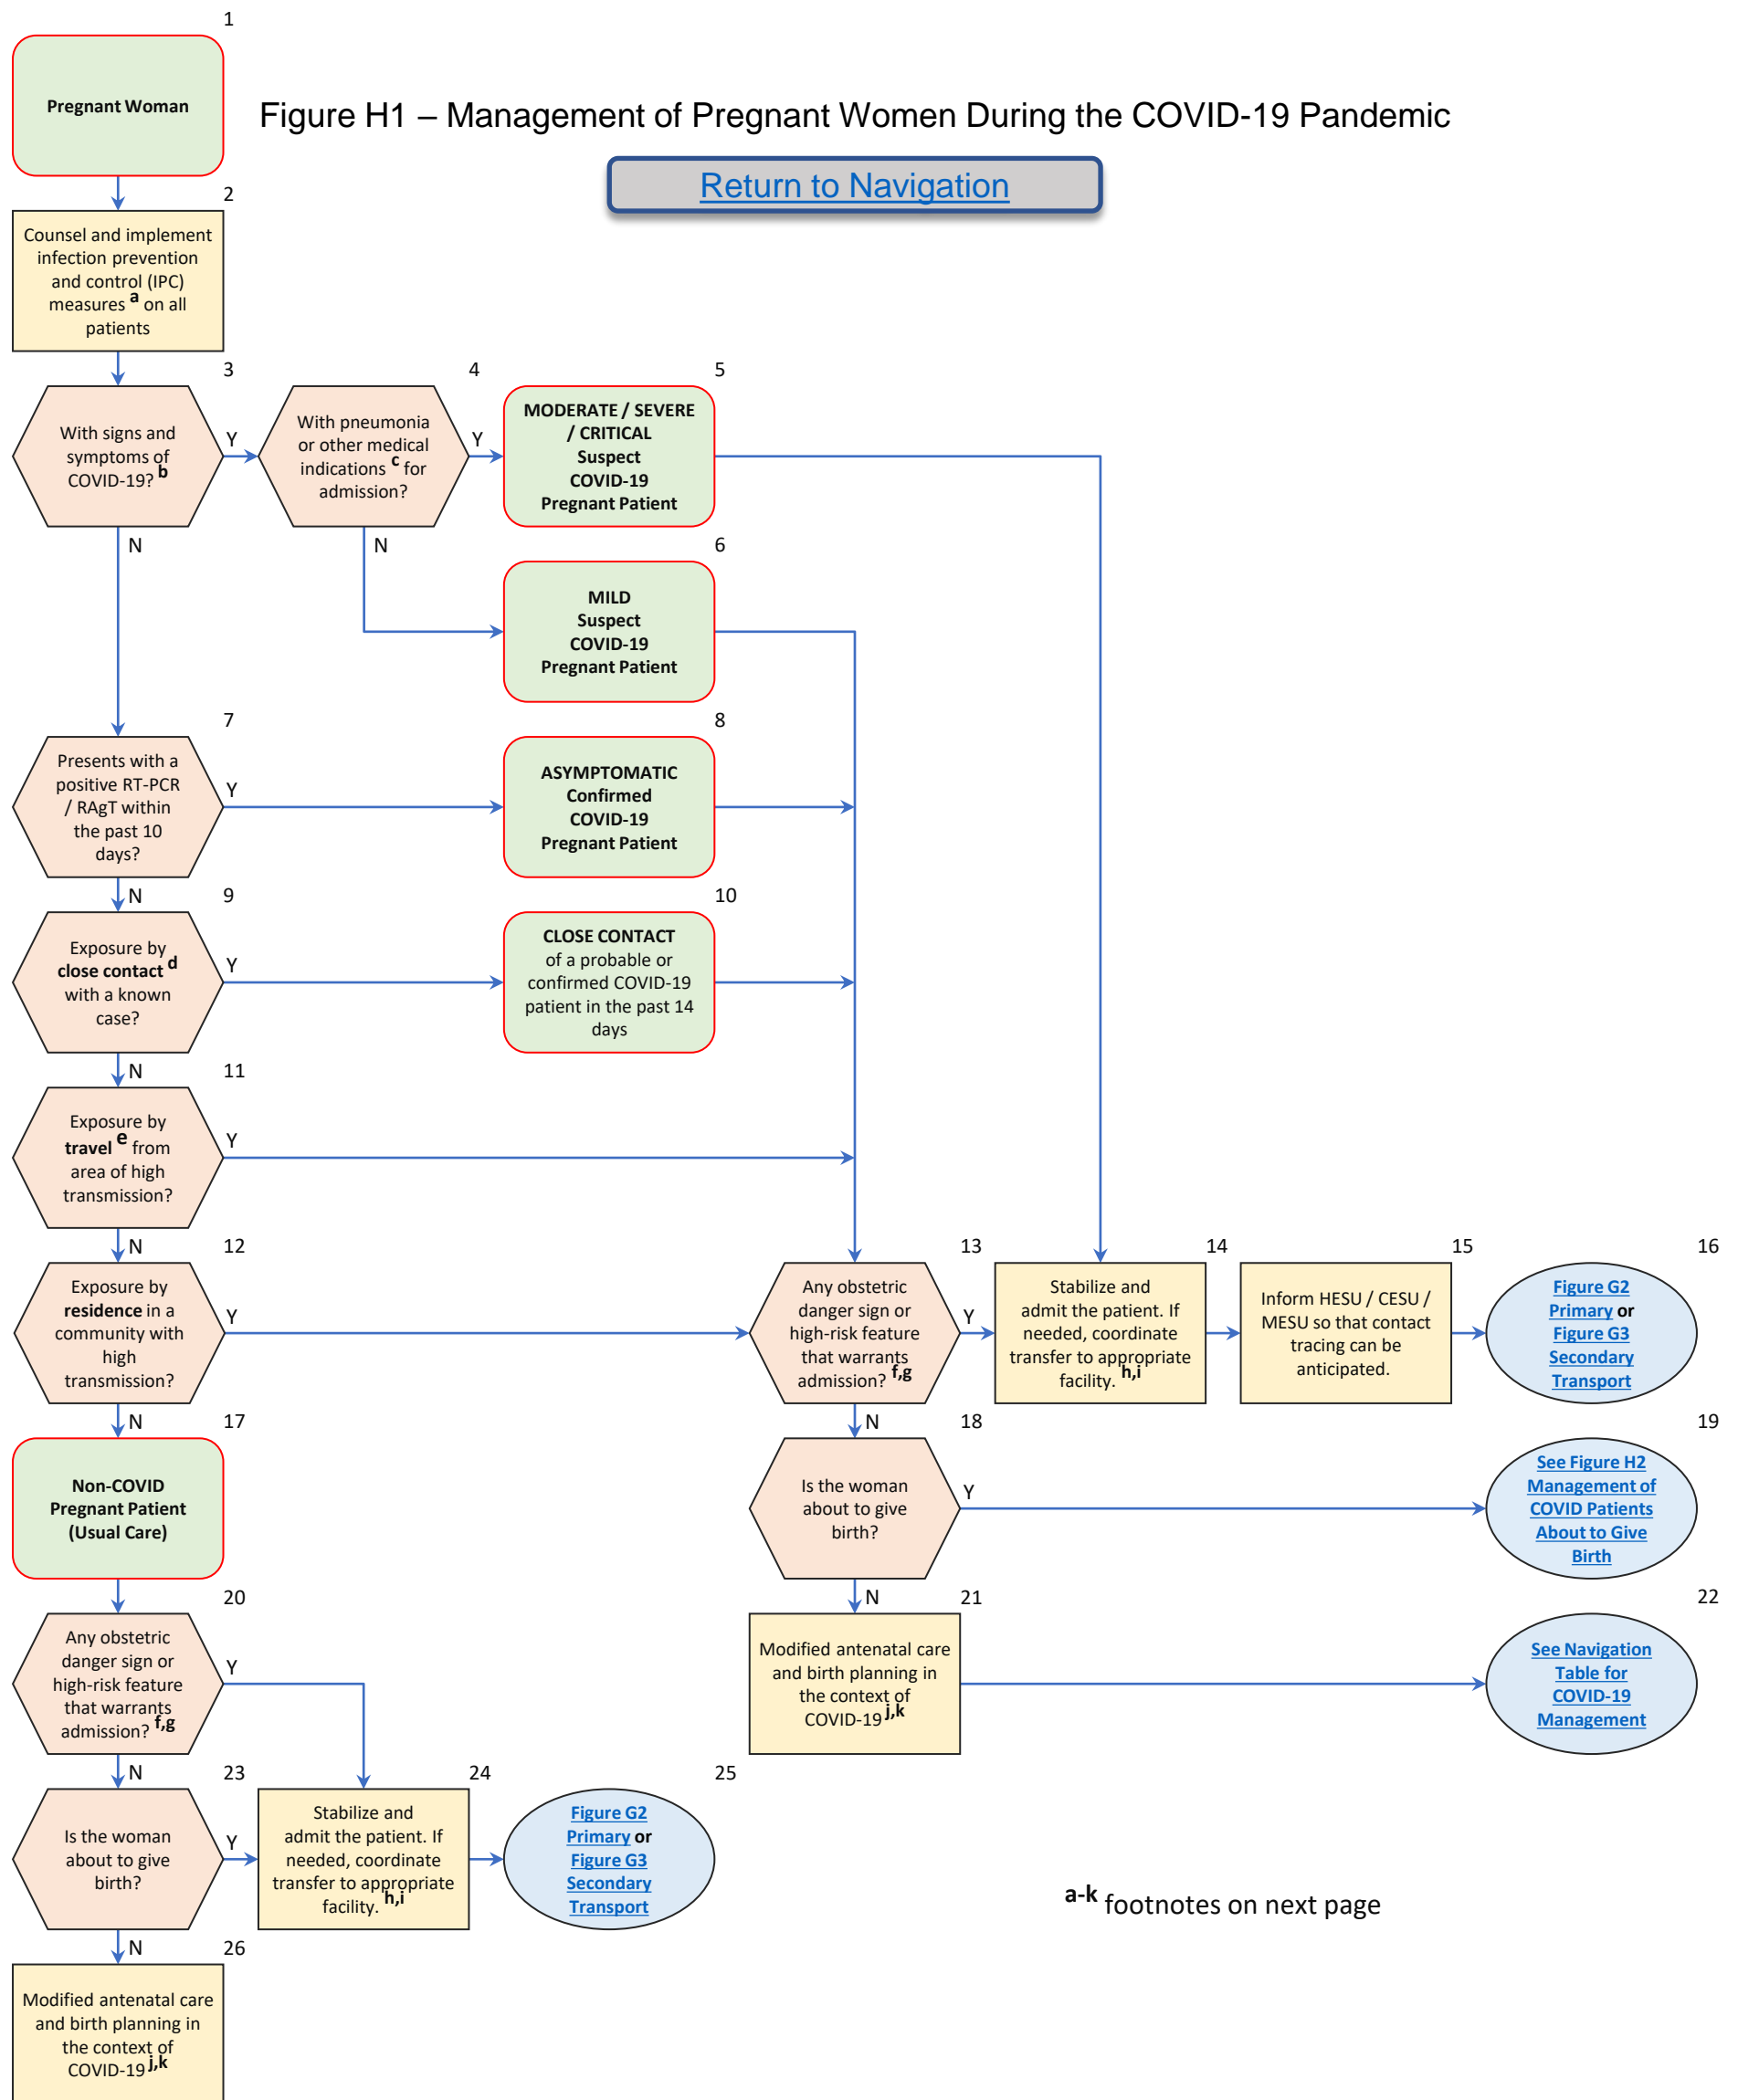 1
Pregnant Woman
Figure H1 – Management of Pregnant Women During the COVID-19 Pandemic
Return to Navigation
2
Counsel and implement
infection prevention
and control (IPC)
measures a on all
patients
3
With signs and
symptoms of
COVID-19? b
Y
N
4
With pneumonia
or other medical
indications c for
admission?
Y
N
5
MODERATE / SEVERE
/ CRITICAL
Suspect
COVID-19
Pregnant Patient
6
MILD
Suspect
COVID-19
Pregnant Patient
7
Presents with a
positive RT-PCR
/ RAgT within
the past 10
days?
Y
N
8
ASYMPTOMATIC
Confirmed
COVID-19
Pregnant Patient
9
Exposure by
close contact d
with a known
case?
Y
N
10
CLOSE CONTACT
of a probable or
confirmed COVID-19
patient in the past 14
days
11
Exposure by
travel e from
area of high
transmission?
Y
N
12
Exposure by
residence in a
community with
high
transmission?
Y
N
13
Any obstetric
danger sign or
high-risk feature
that warrants
admission? f,g
Y
N
14
Stabilize and
admit the patient. If
needed, coordinate
transfer to appropriate
facility. h,i
15
Inform HESU / CESU /
MESU so that contact
tracing can be
anticipated.
16
Figure G2
Primary or
Figure G3
Secondary
Transport
17
Non-COVID
Pregnant Patient
(Usual Care)
18
Is the woman
about to give
birth?
Y
N
19
See Figure H2
Management of
COVID Patients
About to Give
Birth
20
Any obstetric
danger sign or
high-risk feature
that warrants
admission? f,g
Y
N
21
Modified antenatal care
and birth planning in
the context of
COVID-19 j,k
22
See Navigation
Table for
COVID-19
Management
23
Is the woman
about to give
birth?
Y
N
24
Stabilize and
admit the patient. If
needed, coordinate
transfer to appropriate
facility. h,i
25
Figure G2
Primary or
Figure G3
Secondary
Transport
a-k footnotes on next page
26
Modified antenatal care
and birth planning in
the context of
COVID-19 j,k